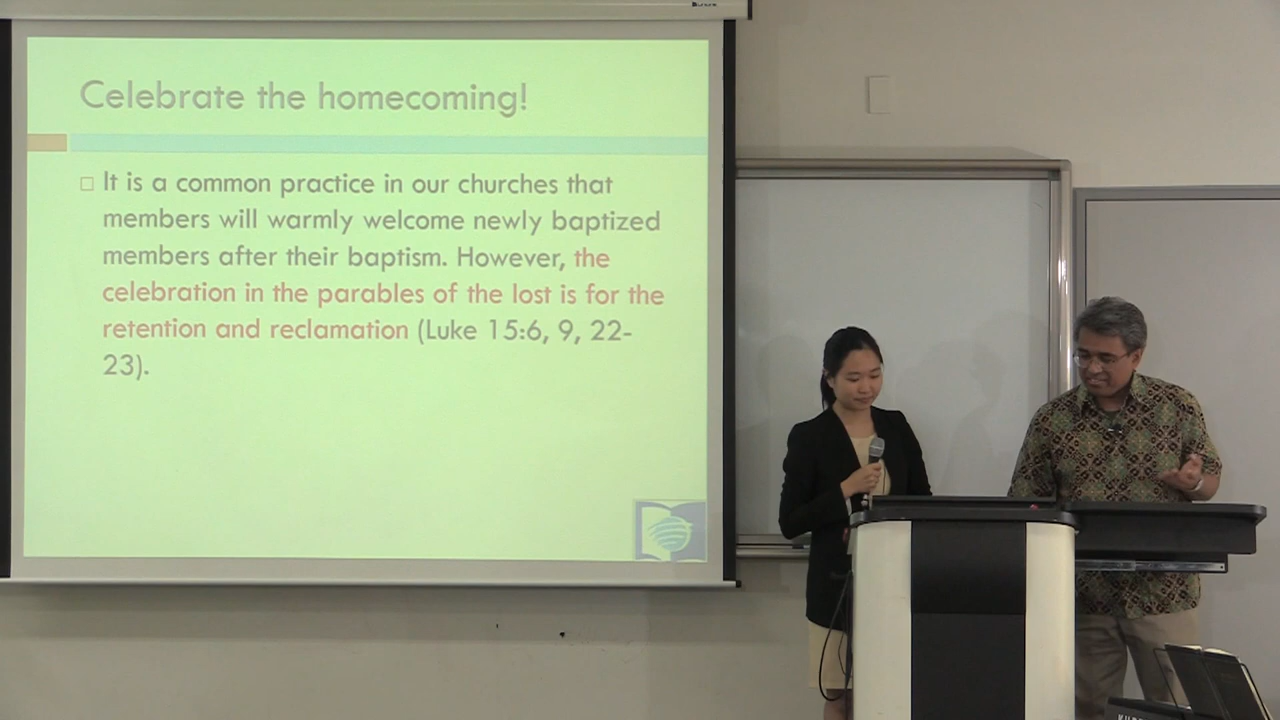 Celebrate the homecoming!
□ It is a common practice in our churches that
members will warmly welcome newly baptized
members after their baptism. However, the
celebration in the parables of the lost is for the
retention and reclamation (Luke 15:6, 9, 22-
23).